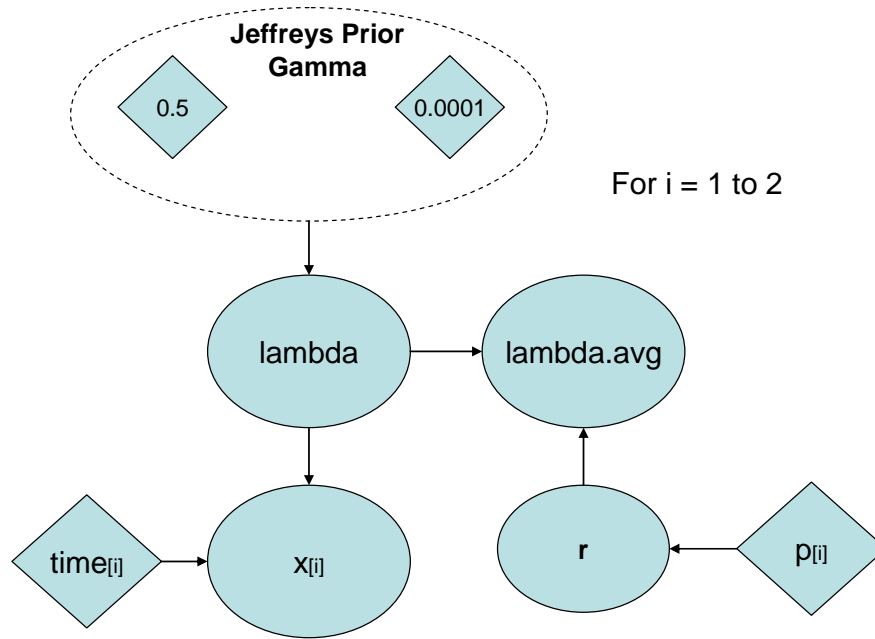 Jeffreys Prior
Gamma
0.5
0.0001
For i = 1 to 2
lambda
lambda.avg
time[i]
x[i]
r
p[i]